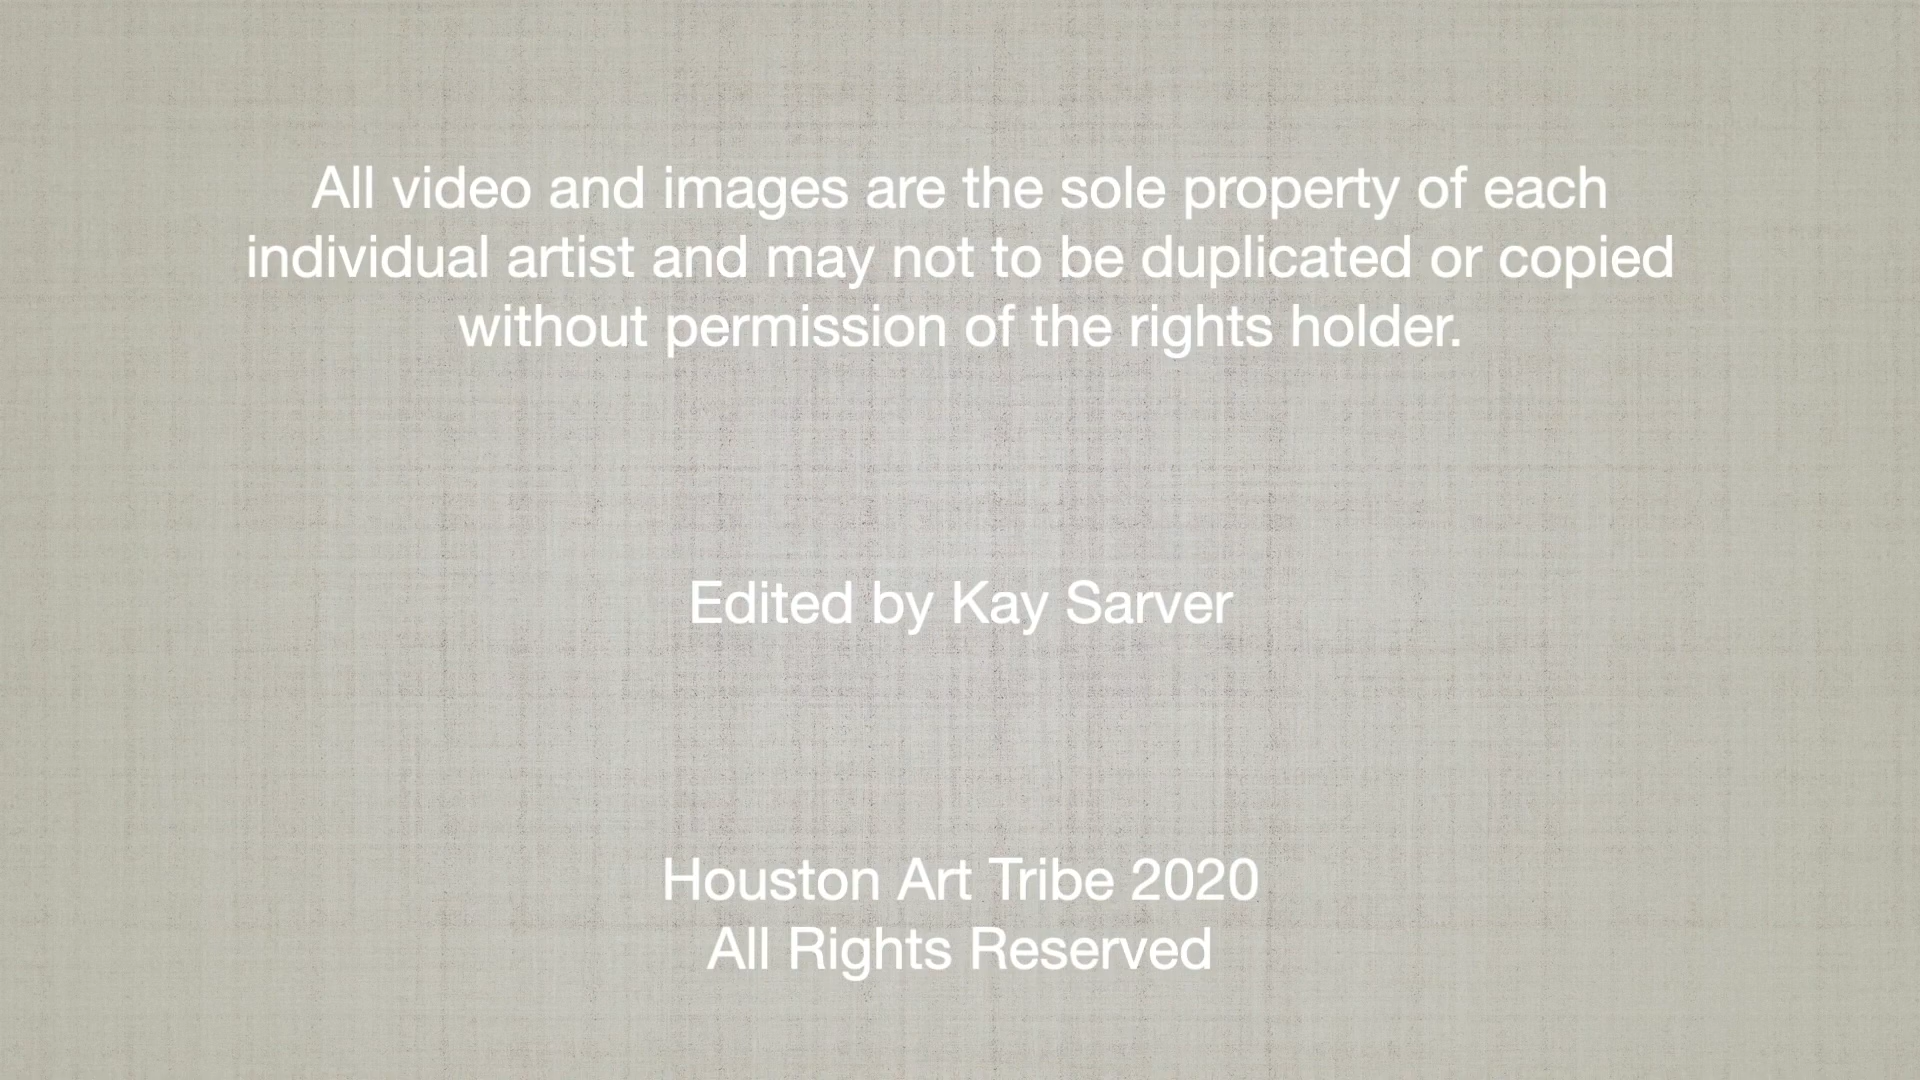 All video and images are the sole property of each
individual artist and may not to be duplicated or copied
without permission of the rights holder.
Edited by Kay Sarver
Houston Art Tribe 2020
All Rights Reserved